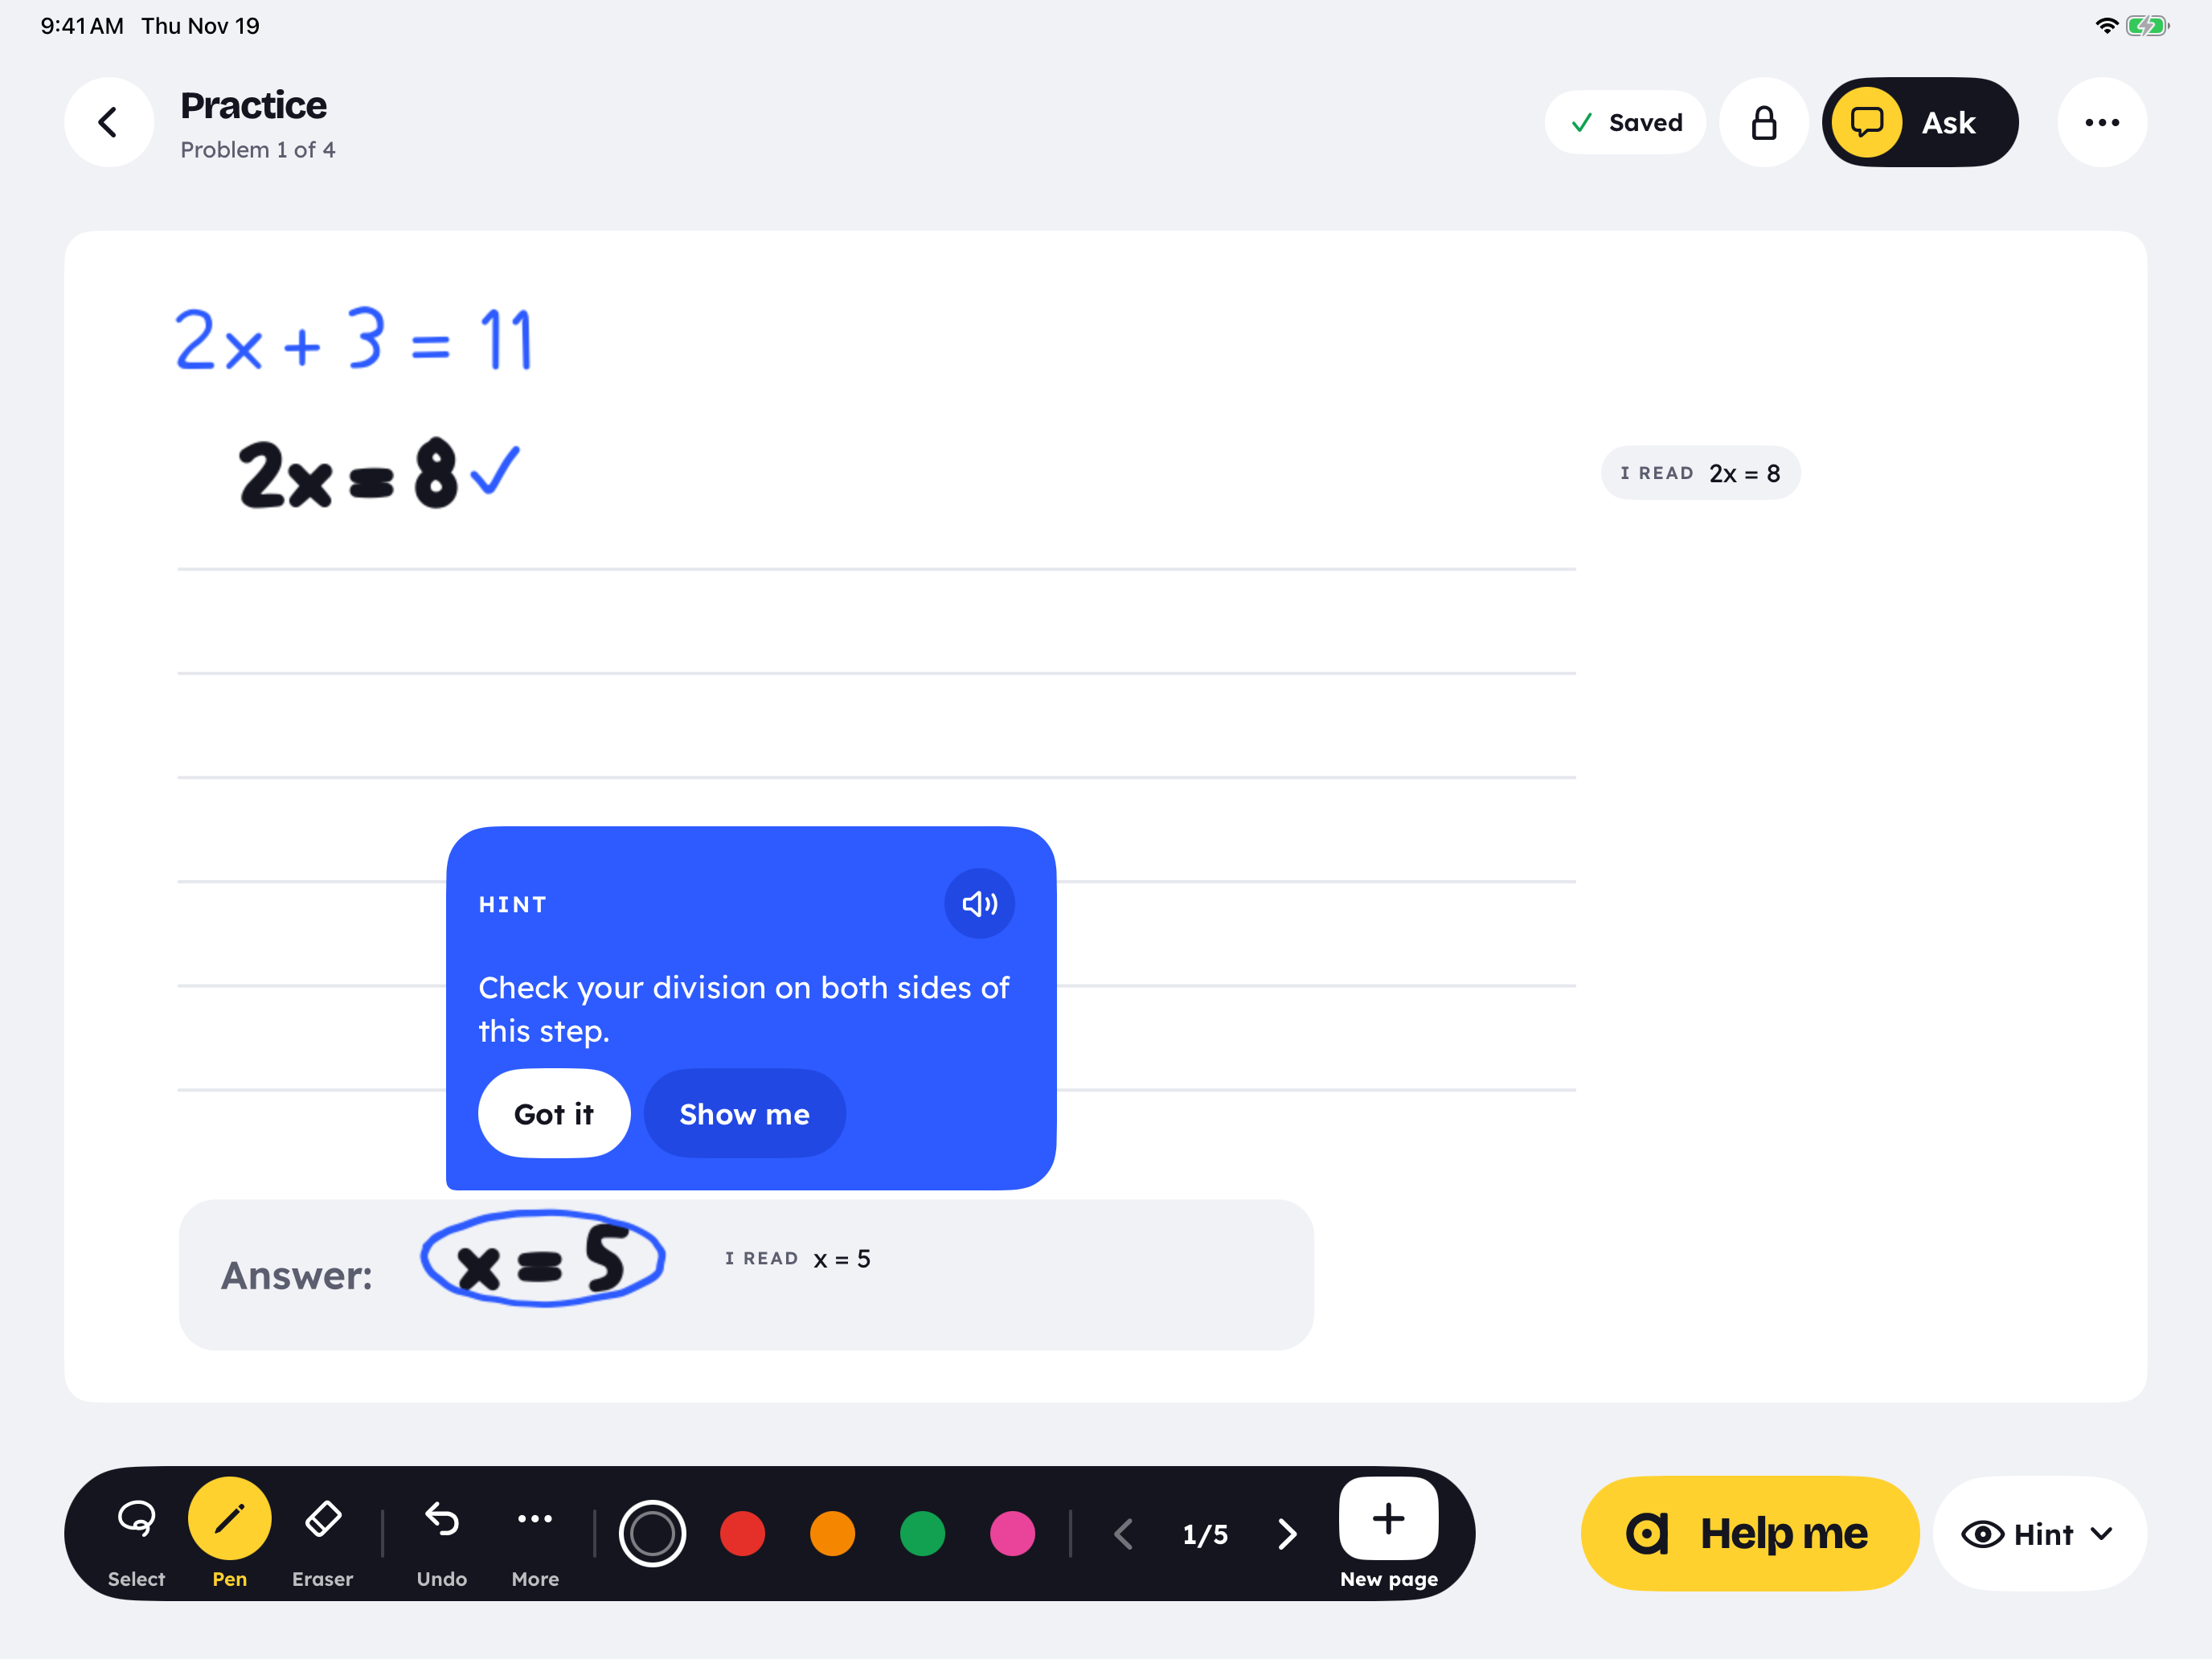 9:41 AM Thu Nov 19
Practice
Problem 1 of 4
Saved
Ask
2x + 3 = 11
2x = 8 ✓
I READ 2x = 8
HINT
Check your division on both sides of
this step.
Got it
Show me
Answer: x = 5
I READ x = 5
Select
Pen
Eraser
Undo
More
1/5
New page
Help me
Hint